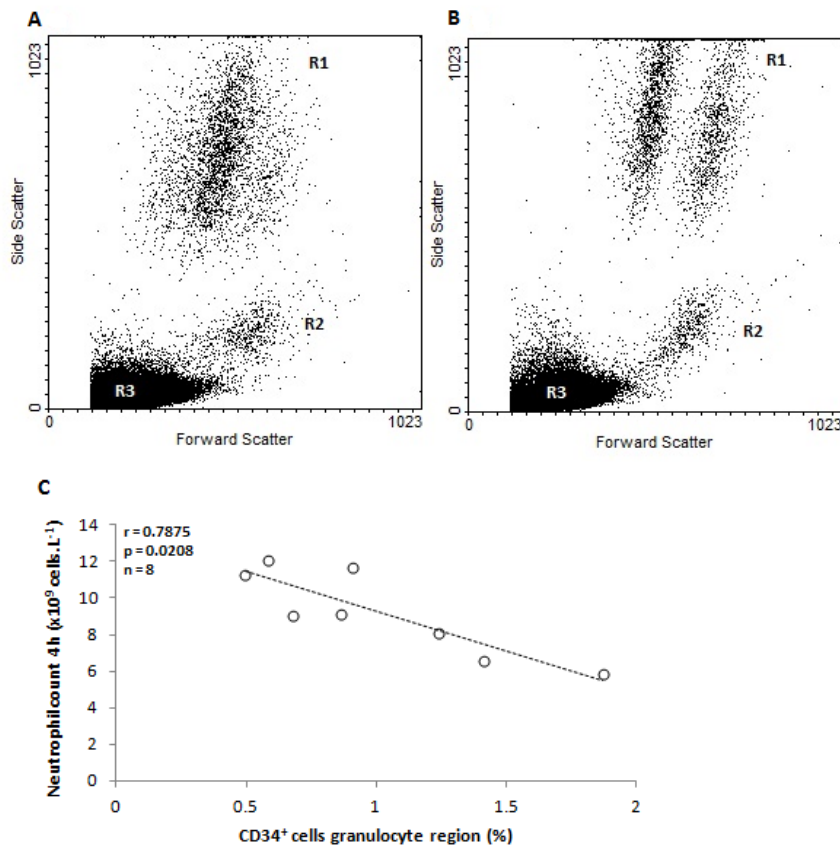 A
1023
Side Scatter
0
R1
R2
R3
0
1023
Forward Scatter
B
1023
Side Scatter
0
R1
R2
R3
0
1023
Forward Scatter
C
Neutrophilcount 4h (x10⁹ cells.L⁻¹)
r = 0.7875
p = 0.0208
n = 8
14
12
10
8
6
4
2
0
0
0.5
1
1.5
2
CD34⁺ cells granulocyte region (%)